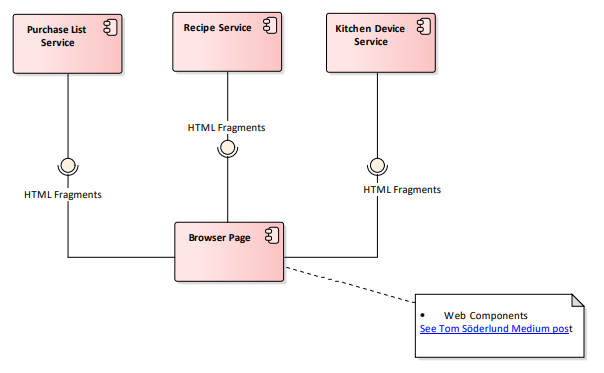 Purchase List
Service
Recipe Service
Kitchen Device
Service
HTML Fragments
HTML Fragments
HTML Fragments
Browser Page
• Web Components
See Tom Söderlund Medium post